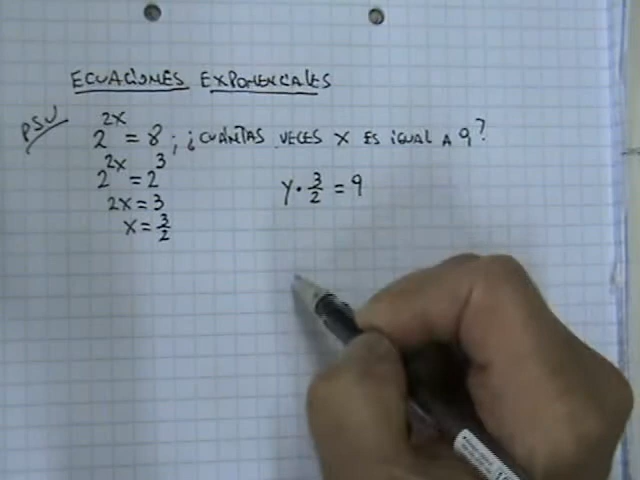 ECUACIONES EXPONENCIALES
PSU
2^{2x} = 8 ; ¿CUÁNTAS VECES X ES IGUAL A 9?
2^{2x} = 2^3
2x = 3
x = 3/2
y · 3/2 = 9